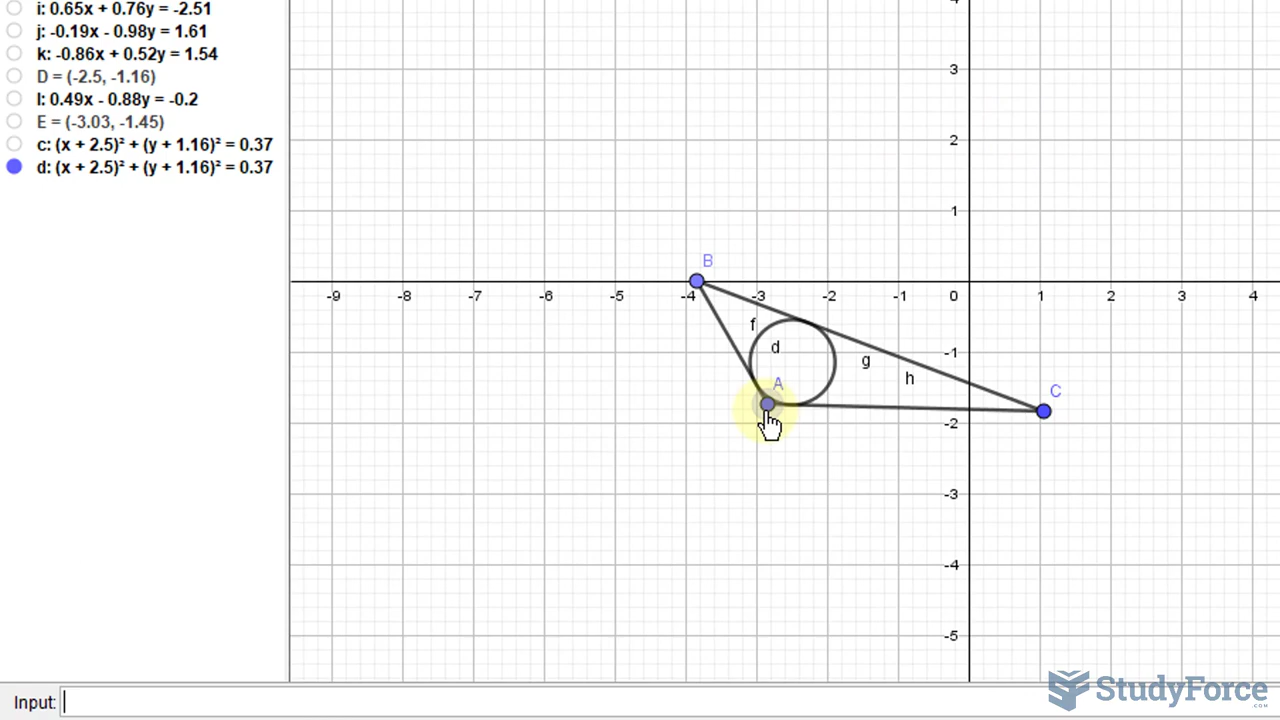 i: 0.65x + 0.76y = -2.51
j: -0.19x - 0.98y = 1.61
k: -0.86x + 0.52y = 1.54
D = (-2.5, -1.16)
l: 0.49x - 0.88y = -0.2
E = (-3.03, -1.45)
c: (x + 2.5)² + (y + 1.16)² = 0.37
d: (x + 2.5)² + (y + 1.16)² = 0.37
4
3
2
1
B
-9 -8 -7 -6 -5 -4 -3 -2 -1 0 1 2 3 4
f
d
-1
g
h
A
C
-2
-3
-4
-5
StudyForce
.COM
Input: